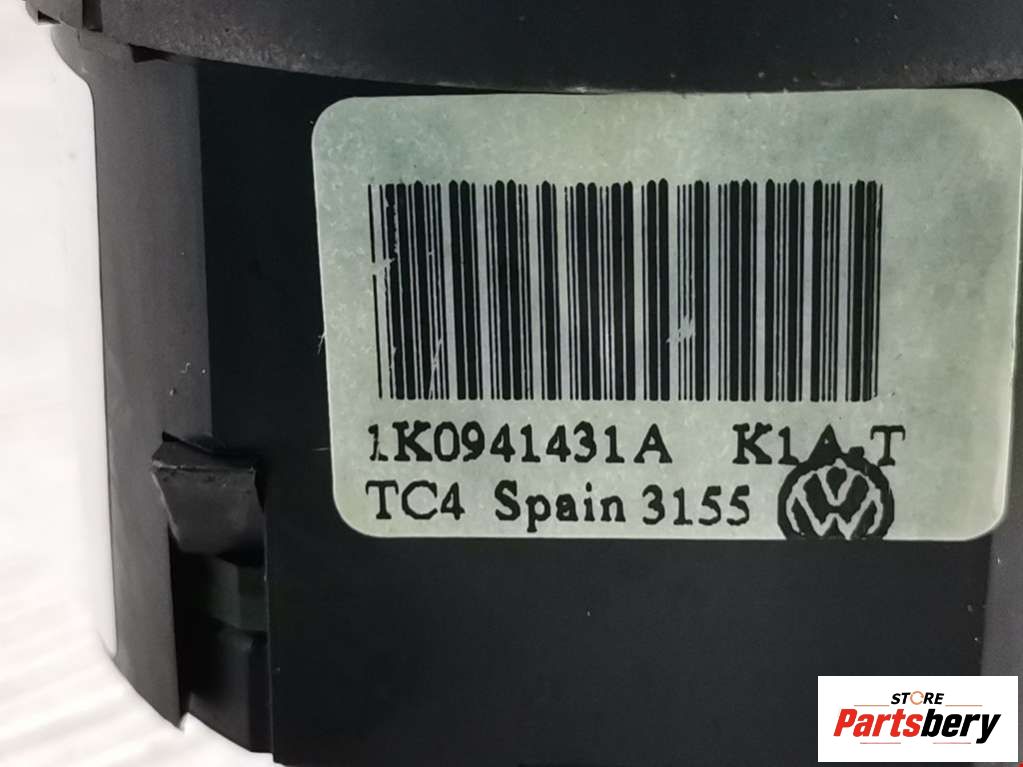 1K0941431A K1A-T
TC4 Spain 3155
STORE
Partsbery